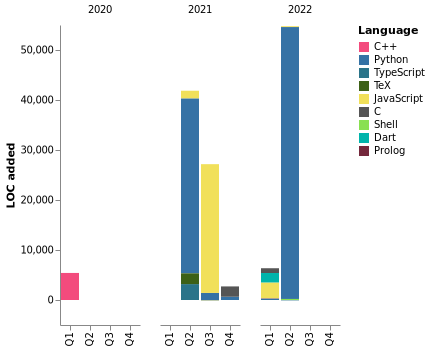 2020 2021 2022
Language
C++
Python
TypeScript
TeX
JavaScript
C
Shell
Dart
Prolog
LOC added
50,000
40,000
30,000
20,000
10,000
0
Q1 Q2 Q3 Q4 Q1 Q2 Q3 Q4 Q1 Q2 Q3 Q4